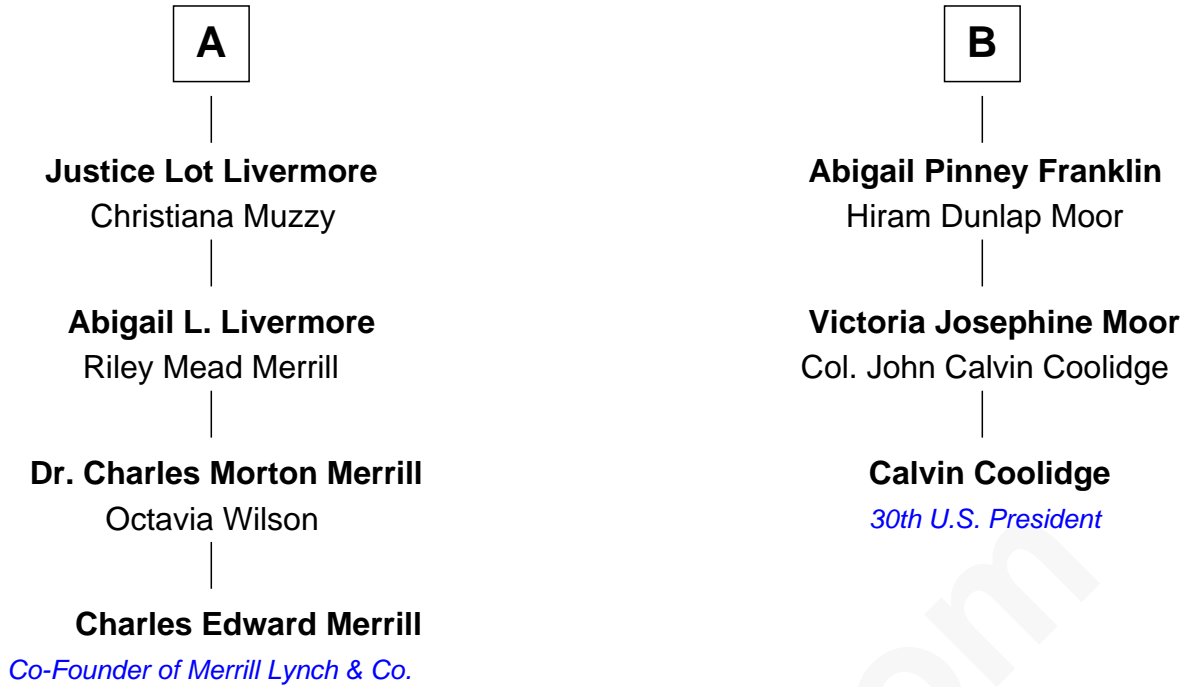 A
Justice Lot Livermore
Christiana Muzzy
Abigail L. Livermore
Riley Mead Merrill
Dr. Charles Morton Merrill
Octavia Wilson
Charles Edward Merrill
Co-Founder of Merrill Lynch & Co.
B
Abigail Pinney Franklin
Hiram Dunlap Moor
Victoria Josephine Moor
Col. John Calvin Coolidge
Calvin Coolidge
30th U.S. President
om